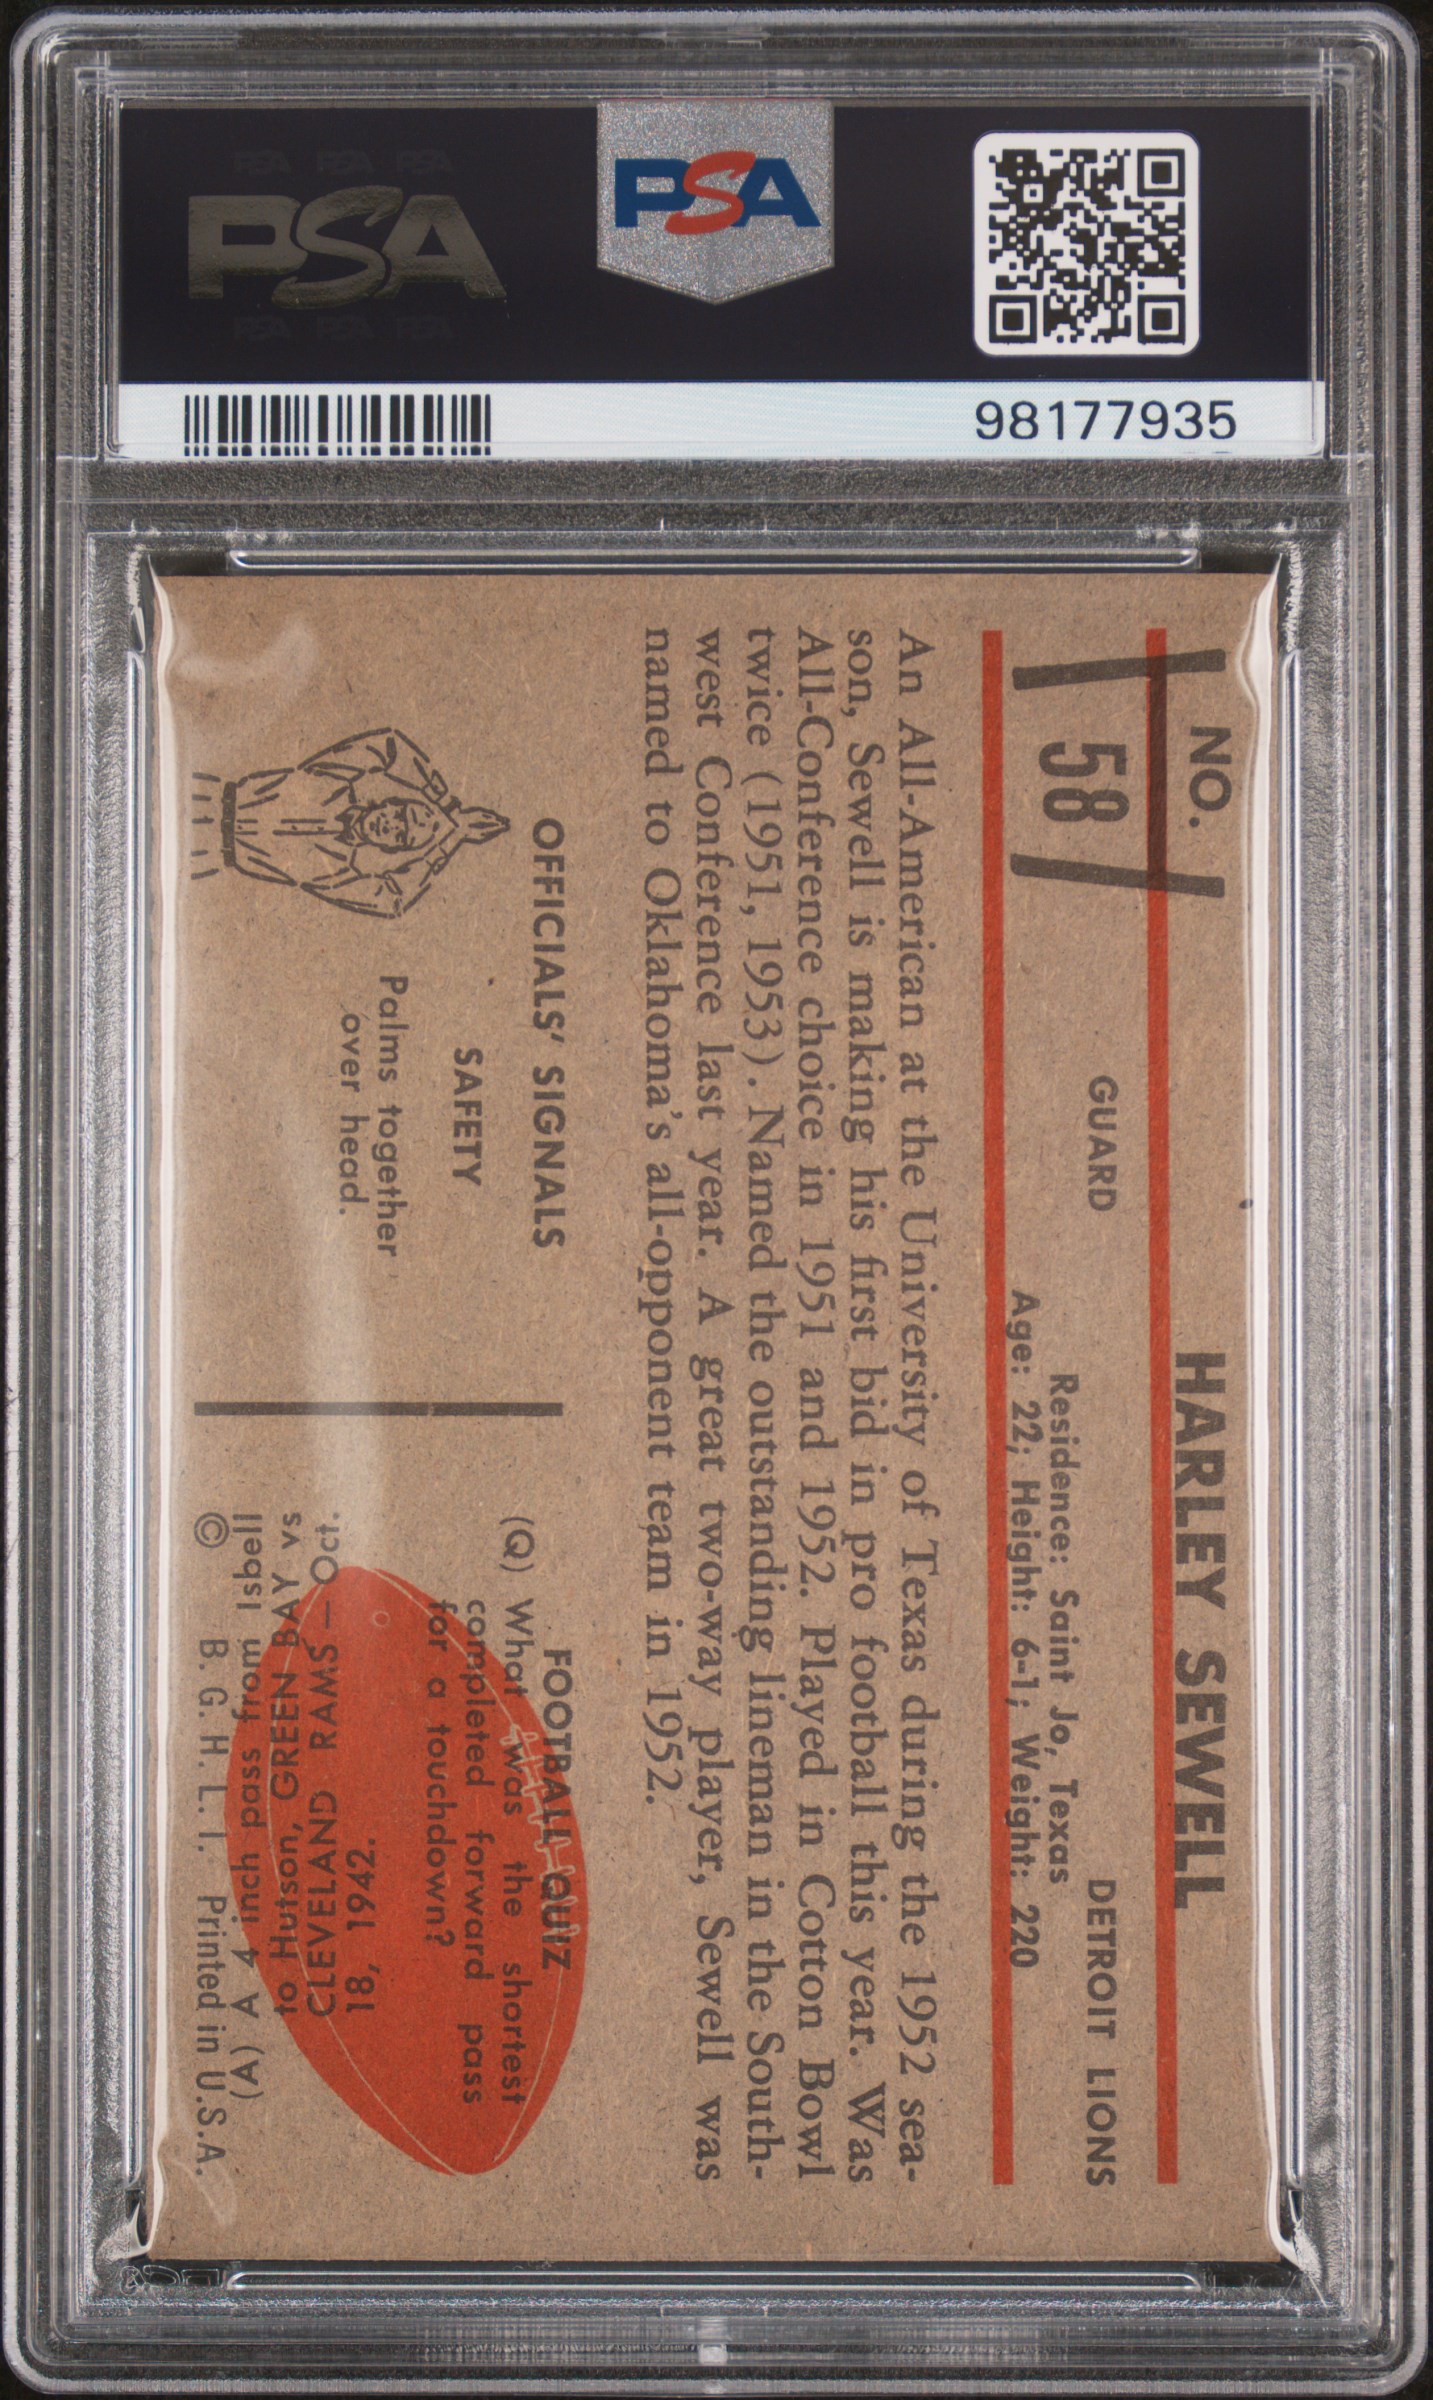 PSA PSA PSA
PSA
PSA PSA PSA
PSA
98177935
NO.
58
HARLEY SEWELL
GUARD
DETROIT LIONS
Residence: Saint Jo, Texas
Age: 22; Height: 6-1; Weight: 220
An All-American at the University of Texas during the 1952 sea-
son, Sewell is making his first bid in pro football this year. Was
All-Conference choice in 1951 and 1952. Played in Cotton Bowl
twice (1951, 1953). Named the outstanding lineman in the South-
west Conference last year. A great two-way player, Sewell was
named to Oklahoma's all-opponent team in 1952.
OFFICIALS' SIGNALS
SAFETY
Palms together
over head.
FOOTBALL QUIZ
(Q) What was the shortest
completed forward pass
for a touchdown?
18, 1942.
CLEVELAND RAMS — Oct.
to Hutson, GREEN BAY vs
(A) A 4 inch pass from Isbell
© B. G. H. L. I. Printed in U.S.A.